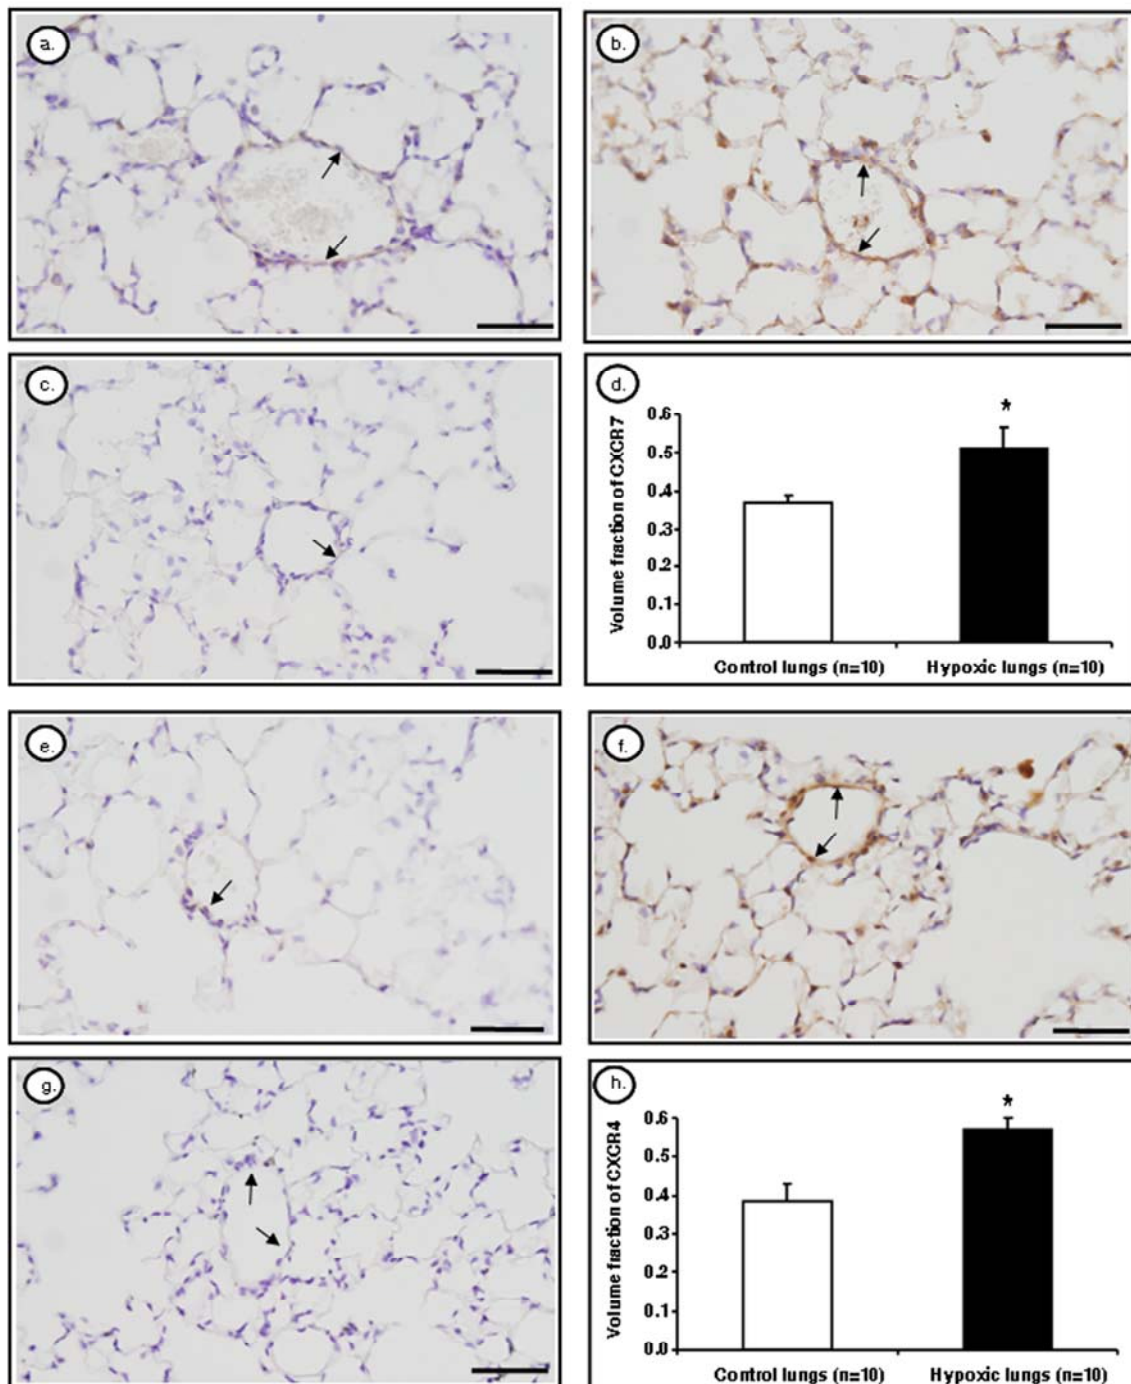 a.
b.
c.
d.
Volume fraction of CXCR7
0.6
0.5
0.4
0.3
0.2
0.1
0.0
*
Control lungs (n=10)
Hypoxic lungs (n=10)
e.
f.
g.
h.
Volume fraction of CXCR4
0.6
0.5
0.4
0.3
0.2
0.1
0.0
*
Control lungs (n=10)
Hypoxic lungs (n=10)